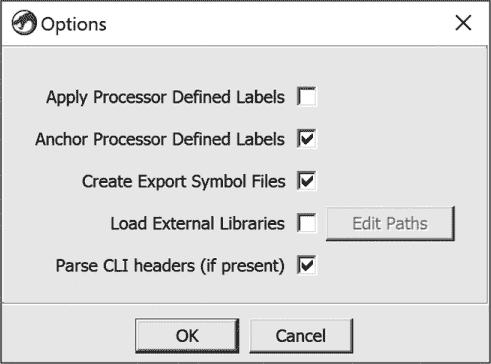 Options
Apply Processor Defined Labels
Anchor Processor Defined Labels
Create Export Symbol Files
Load External Libraries Edit Paths
Parse CLI headers (if present)
OK Cancel